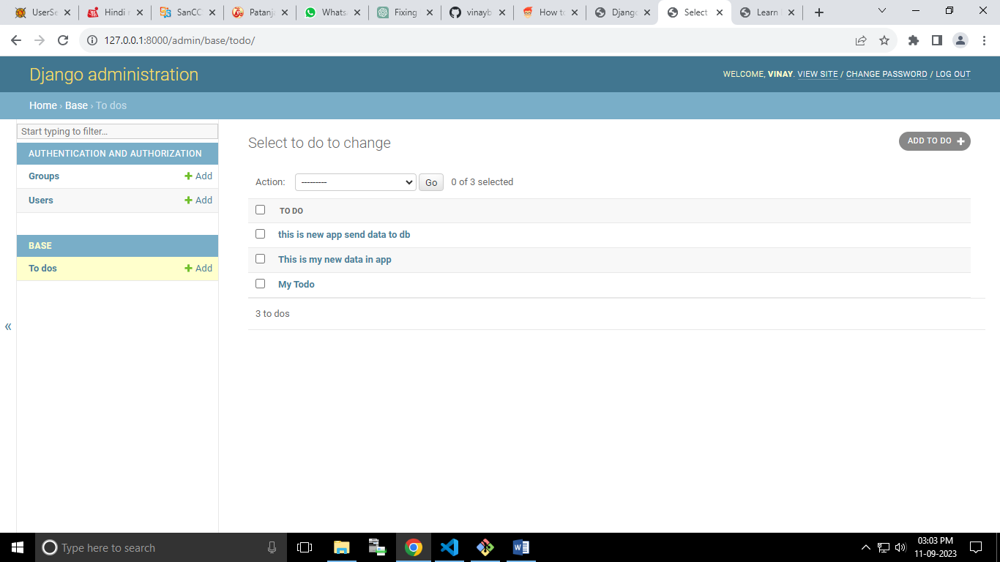 UserSe
Hindi
SanCC
Patanja
Whats
Fixing
vinayb
How to
Django
Select
Learn
127.0.0.1:8000/admin/base/todo/
Django administration
WELCOME, VINAY. VIEW SITE / CHANGE PASSWORD / LOG OUT
Home › Base › To dos
Start typing to filter...
AUTHENTICATION AND AUTHORIZATION
Groups + Add
Users + Add
BASE
To dos + Add
«
Select to do to change
ADD TO DO +
Action: --------- Go 0 of 3 selected
TO DO
this is new app send data to db
This is my new data in app
My Todo
3 to dos
Type here to search
03:03 PM
11-09-2023